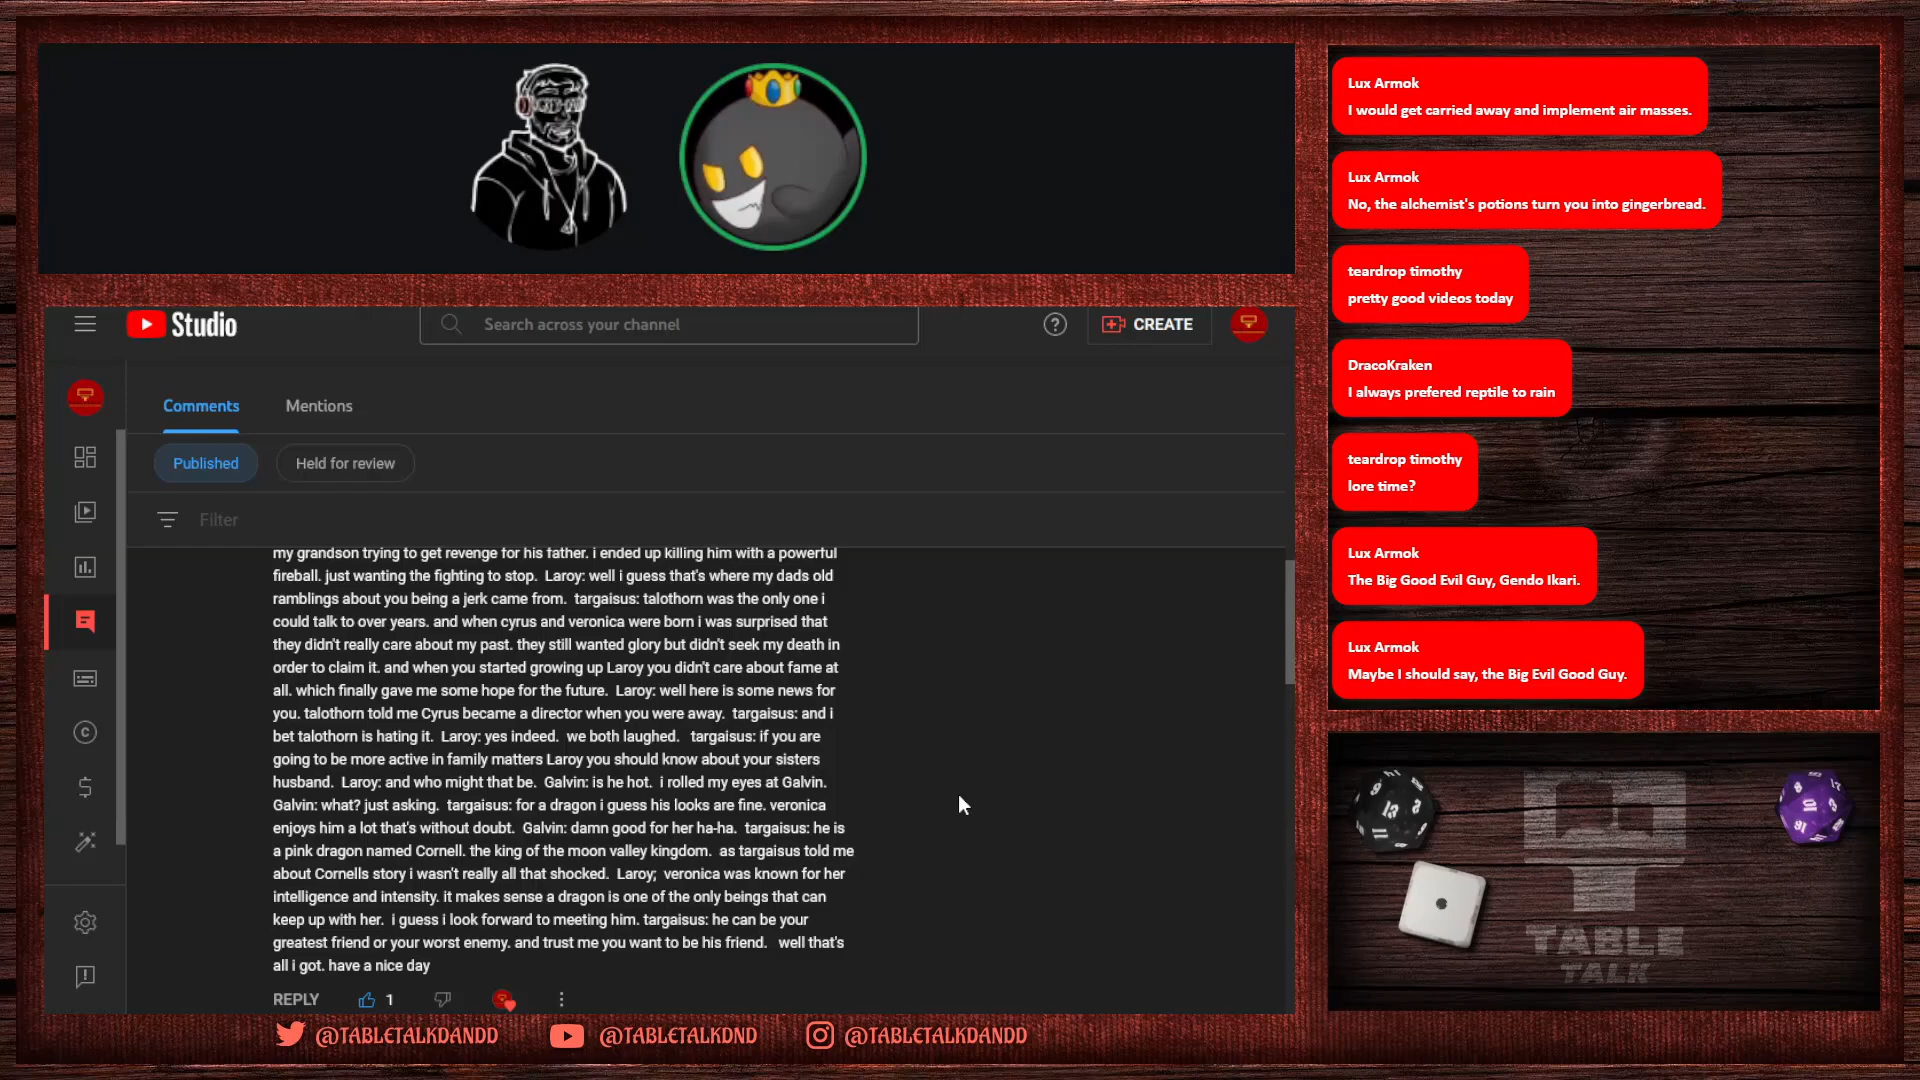 Studio
Search across your channel
CREATE
Comments
Mentions
Published
Held for review
Filter
my grandson trying to get revenge for his father. i ended up killing him with a powerful
fireball. just wanting the fighting to stop.  Laroy: well i guess that's where my dads old
ramblings about you being a jerk came from.  targaisus: talothorn was the only one i
could talk to over years. and when cyrus and veronica were born i was surprised that
they didn't really care about my past. they still wanted glory but didn't seek my death in
order to claim it. and when you started growing up Laroy you didn't care about fame at
all. which finally gave me some hope for the future.  Laroy: well here is some news for
you. talothorn told me Cyrus became a director when you were away.  targaisus: and i
bet talothorn is hating it.  Laroy: yes indeed.  we both laughed.   targaisus: if you are
going to be more active in family matters Laroy you should know about your sisters
husband.  Laroy: and who might that be.  Galvin: is he hot.  i rolled my eyes at Galvin.
Galvin: what? just asking.  targaisus: for a dragon i guess his looks are fine. veronica
enjoys him a lot that's without doubt.  Galvin: damn good for her ha-ha.  targaisus: he is
a pink dragon named Cornell. the king of the moon valley kingdom.  as targaisus told me
about Cornells story i wasn't really all that shocked.  Laroy;  veronica was known for her
intelligence and intensity. it makes sense a dragon is one of the only beings that can
keep up with her.  i guess i look forward to meeting him. targaisus: he can be your
greatest friend or your worst enemy. and trust me you want to be his friend.   well that's
all i got. have a nice day
REPLY
1
@TABLETALKDANDD
@TABLETALKDND
@TABLETALKDANDD
Lux Armok
I would get carried away and implement air masses.
Lux Armok
No, the alchemist's potions turn you into gingerbread.
teardrop timothy
pretty good videos today
DracoKraken
I always prefered reptile to rain
teardrop timothy
lore time?
Lux Armok
The Big Good Evil Guy, Gendo Ikari.
Lux Armok
Maybe I should say, the Big Evil Good Guy.
TABLE
TALK